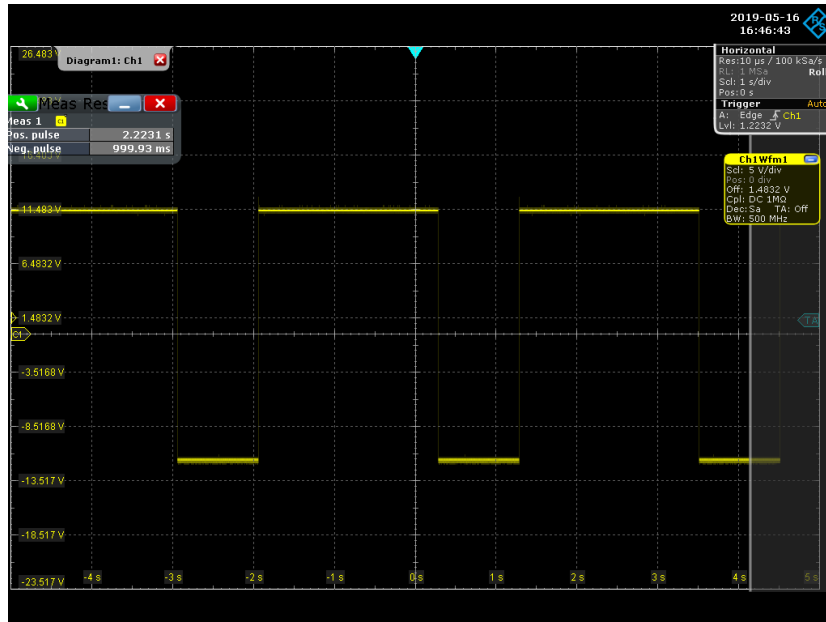 2019-05-16
16:46:43
26.483 V
Diagram1: Ch1
Horizontal
Res:10 µs / 100 kSa/s
RL: 1 MSa Roll
Scl: 1 s/div
Pos:0 s
Trigger Auto
A: Edge Ch1
Lvl: 1.2232 V
Meas Res
Meas 1
Pos. pulse 2.2231 s
Neg. pulse 999.93 ms
16.483 V
Ch1Wfm1
Scl: 5 V/div
Pos: 0 div
Off: 1.4832 V
Cpl: DC 1MΩ
Dec: Sa TA: Off
BW: 500 MHz
11.483 V
6.4832 V
1.4832 V
TA
C1
-3.5168 V
-8.5168 V
-13.517 V
-18.517 V
-23.517 V
-4 s -3 s -2 s -1 s 0 s 1 s 2 s 3 s 4 s 5 s